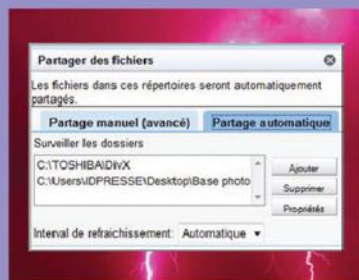 Partager des fichiers
Les fichiers dans ces répertoires seront automatiquement
partagés.
Partage manuel (avancé) Partage automatique
Surveiller les dossiers
C:\TOSHIBA\DivX
C:\Users\IDPRESSE\Desktop\Base photo
Ajouter
Supprimer
Propriétés
Interval de refraichissement: Automatique